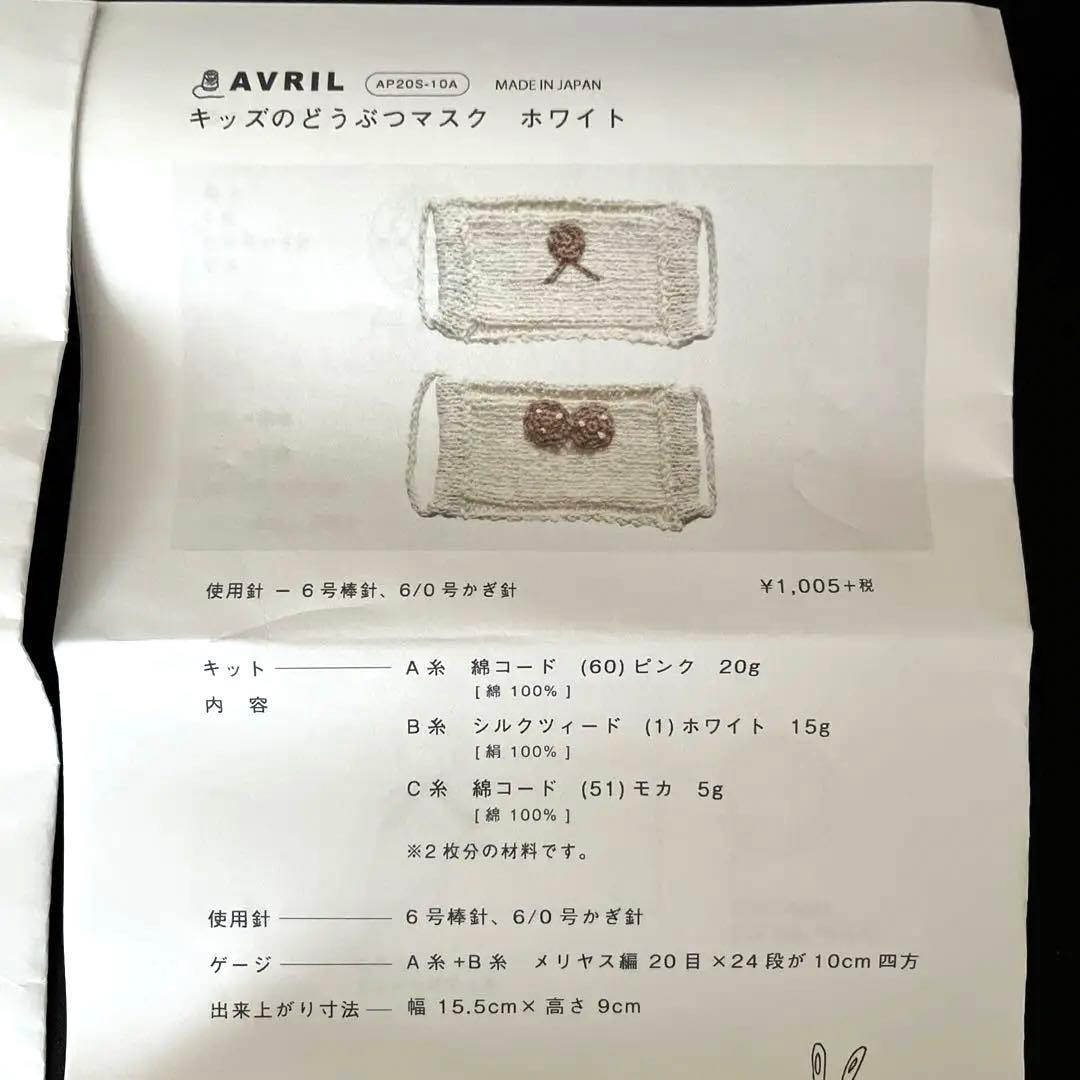 AVRIL AP20S-10A MADE IN JAPAN
キッズのどうぶつマスク ホワイト
使用針 ー 6号棒針、6/0号かぎ針 ¥1,005+税
キット A糸 綿コード (60)ピンク 20g
[綿 100%]
内容
B糸 シルクツィード (1)ホワイト 15g
[絹 100%]
C糸 綿コード (51)モカ 5g
[綿 100%]
※2枚分の材料です。
使用針 6号棒針、6/0号かぎ針
ゲージ A糸+B糸 メリヤス編 20目×24段が10cm四方
出来上がり寸法 幅 15.5cm×高さ 9cm